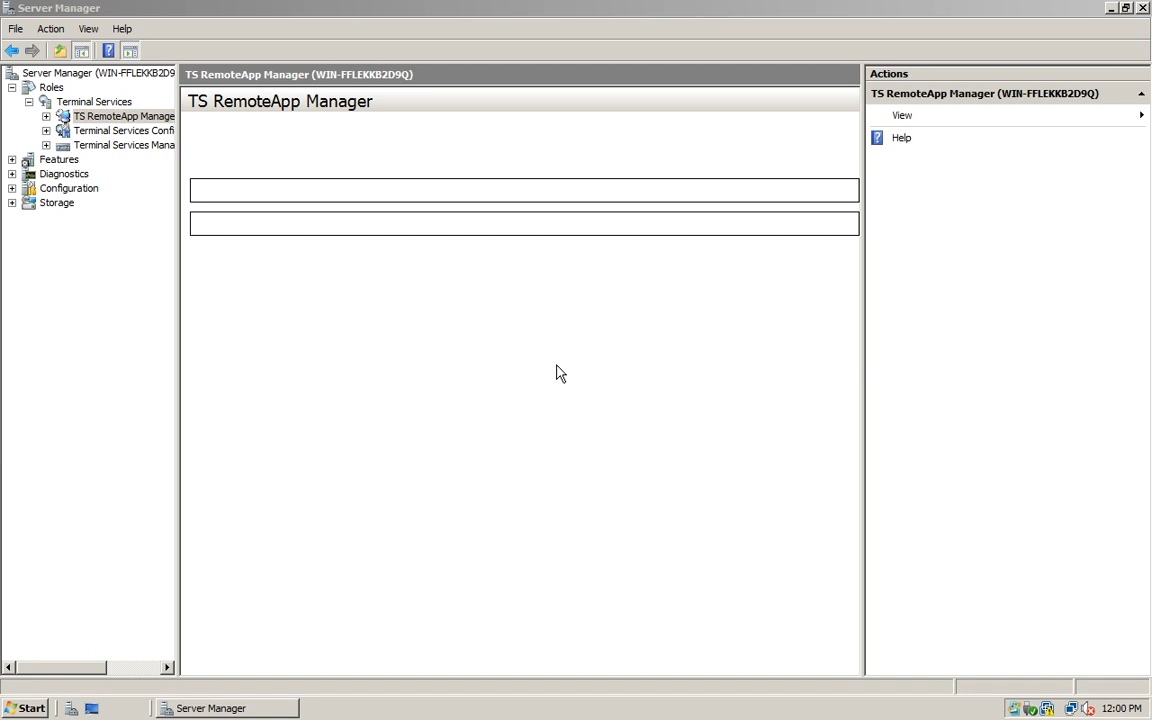 Server Manager
File Action View Help
Server Manager (WIN-FFLEKKB2D9
Roles
Terminal Services
TS RemoteApp Manage
Terminal Services Confi
Terminal Services Mana
Features
Diagnostics
Configuration
Storage
TS RemoteApp Manager (WIN-FFLEKKB2D9Q)
TS RemoteApp Manager
Actions
TS RemoteApp Manager (WIN-FFLEKKB2D9Q)
View
Help
Start
Server Manager
12:00 PM